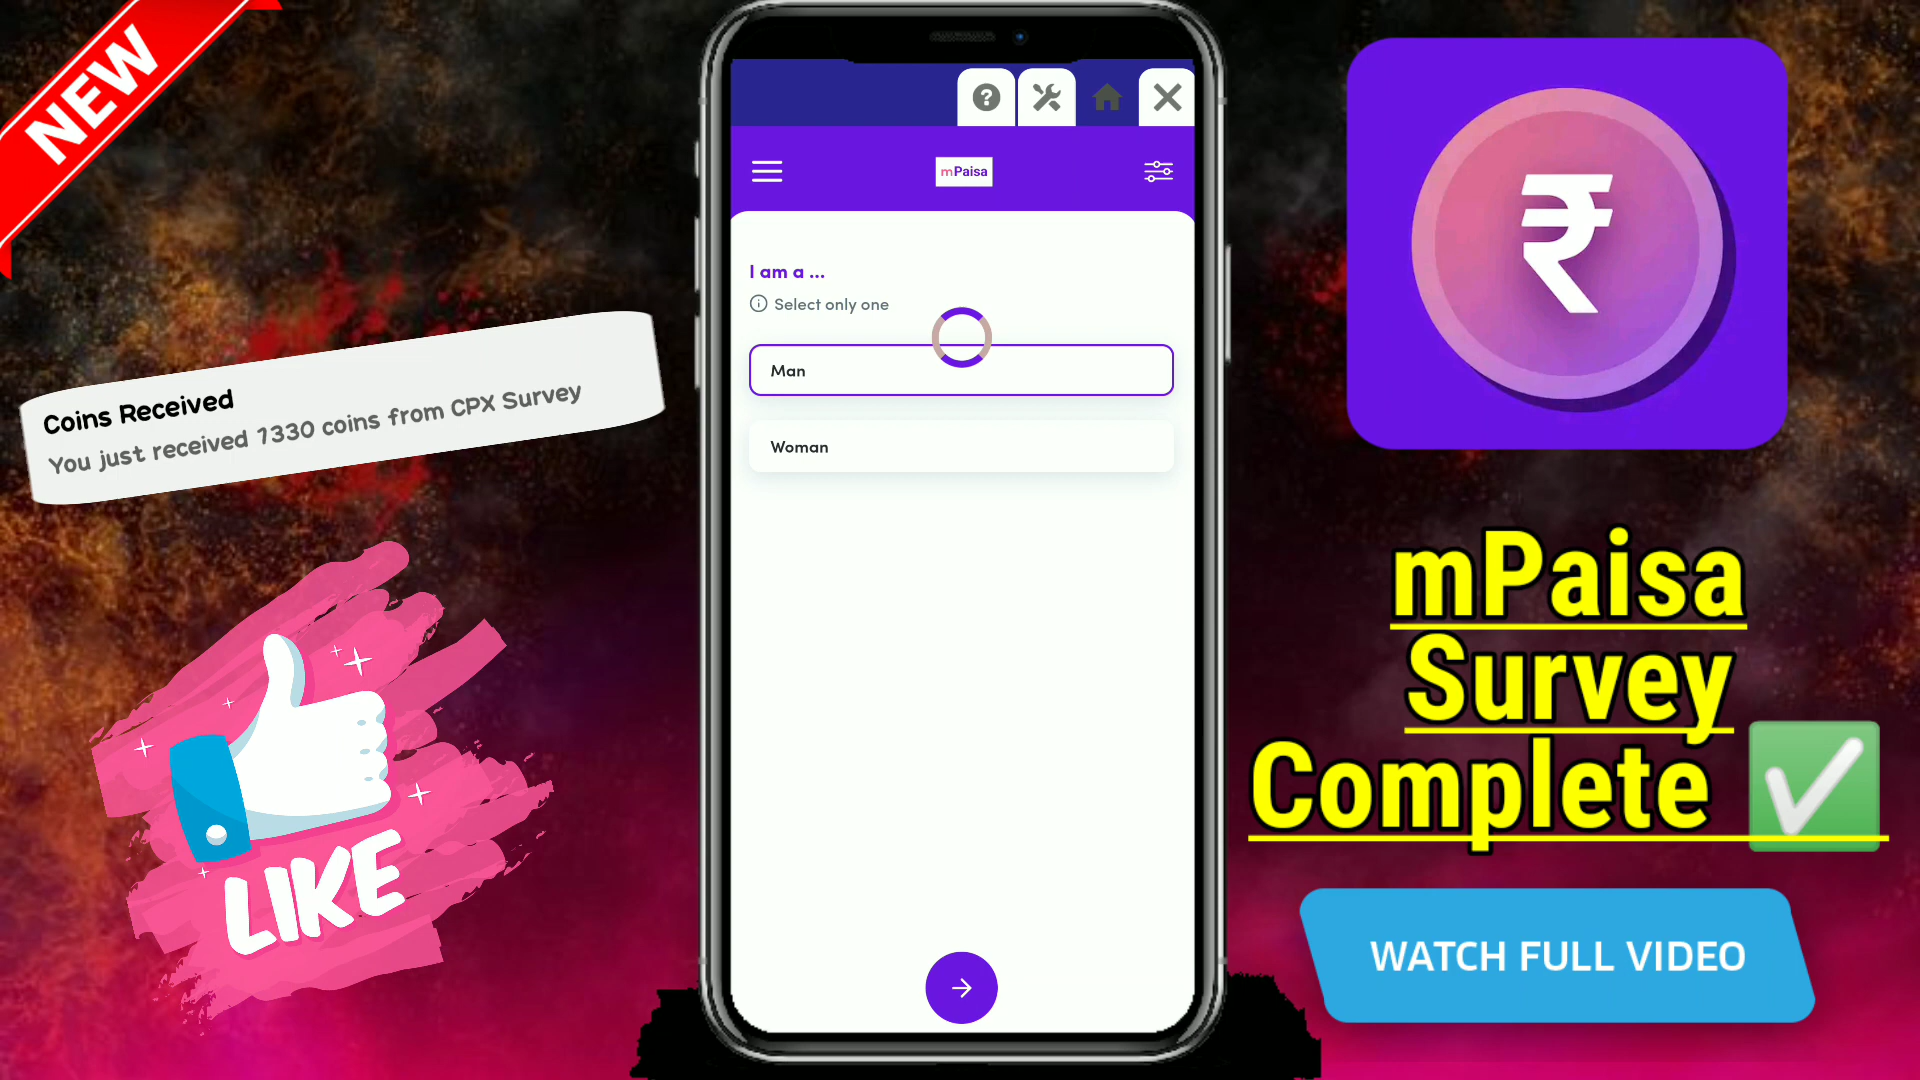 NEW
Coins Received
You just received 1330 coins from CPX Survey
LIKE
mPaisa
I am a ...
Select only one
Man
Woman
₹
mPaisa
Survey
Complete ✅
WATCH FULL VIDEO